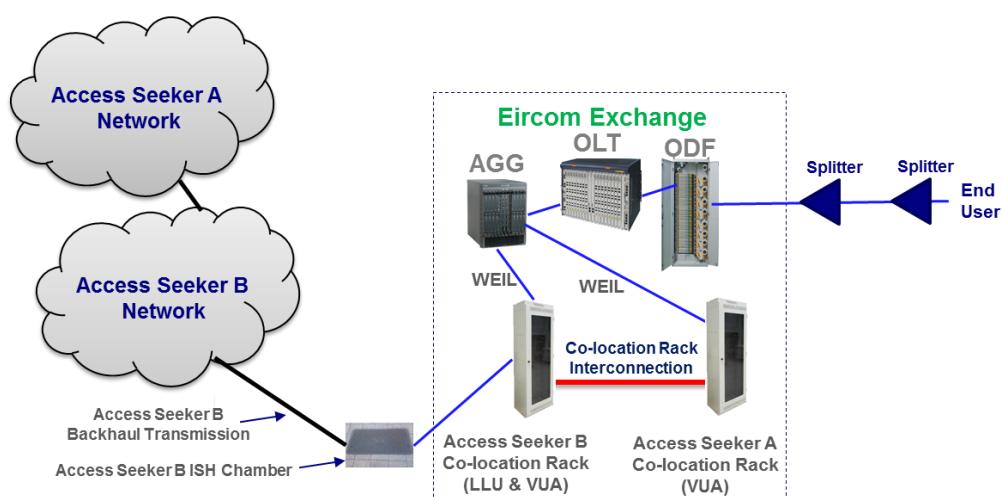 Access Seeker A
Network
Access Seeker B
Network
Access Seeker B
Backhaul Transmission
Access Seeker B ISH Chamber
Eircom Exchange
AGG
OLT
ODF
WEIL
WEIL
Co-location Rack
Interconnection
Access Seeker B
Co-location Rack
(LLU & VUA)
Access Seeker A
Co-location Rack
(VUA)
Splitter
Splitter
End
User